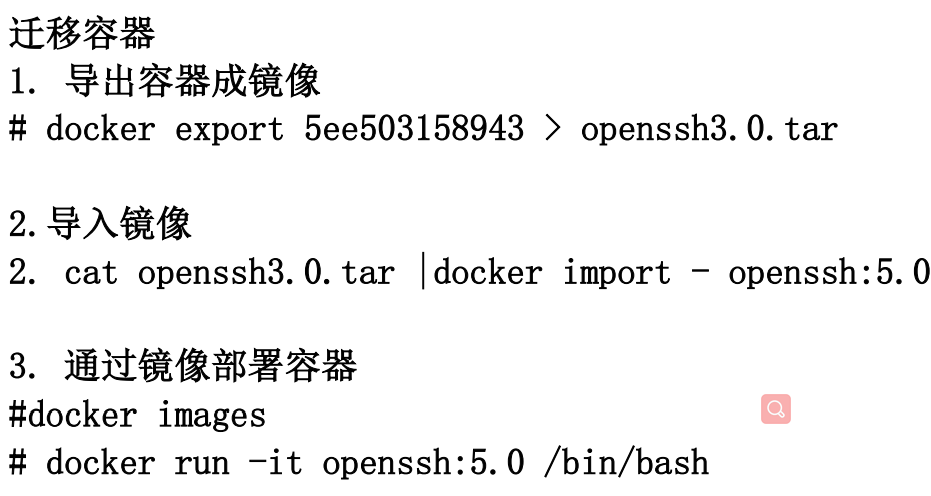 迁移容器
1. 导出容器成镜像
# docker export 5ee503158943 > openssh3.0.tar
2.导入镜像
2. cat openssh3.0.tar |docker import - openssh:5.0
3. 通过镜像部署容器
#docker images
# docker run -it openssh:5.0 /bin/bash